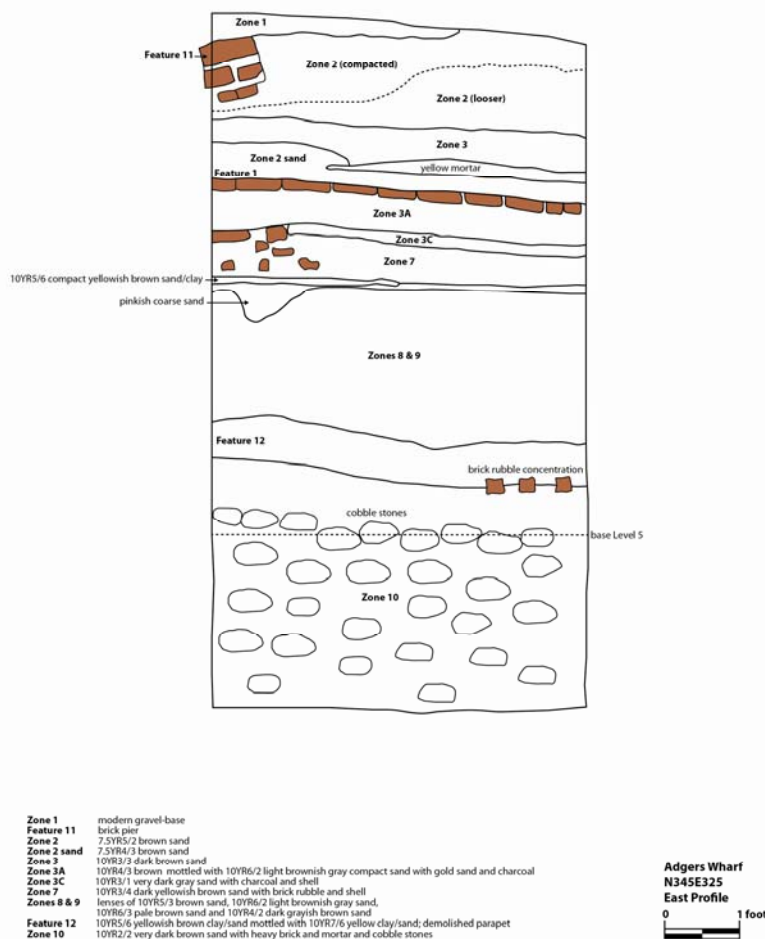 Zone 1
Feature 11
Zone 2 (compacted)
Zone 2 (looser)
Zone 3
Zone 2 sand
yellow mortar
Feature 1
Zone 3A
Zone 3C
Zone 7
10YR5/6 compact yellowish brown sand/clay
pinkish coarse sand
Zones 8 & 9
Feature 12
brick rubble concentration
cobble stones
base Level 5
Zone 10
Zone 1 modern gravel-base
Feature 11 brick pier
Zone 2 7.5YR5/2 brown sand
Zone 2 sand 7.5YR4/3 brown sand
Zone 3 10YR3/3 dark brown sand
Zone 3A 10YR4/3 brown mottled with 10YR6/2 light brownish gray compact sand with gold sand and charcoal
Zone 3C 10YR3/1 very dark gray sand with charcoal and shell
Zone 7 10YR3/4 dark yellowish brown sand with brick rubble and shell
Zones 8 & 9 lenses of 10YR5/3 brown sand, 10YR6/2 light brownish gray sand,
10YR6/3 pale brown sand and 10YR4/2 dark grayish brown sand
Feature 12 10YR5/6 yellowish brown clay/sand mottled with 10YR7/6 yellow clay/sand; demolished parapet
Zone 10 10YR2/2 very dark brown sand with heavy brick and mortar and cobble stones
Adgers Wharf
N345E325
East Profile
0 1 foot